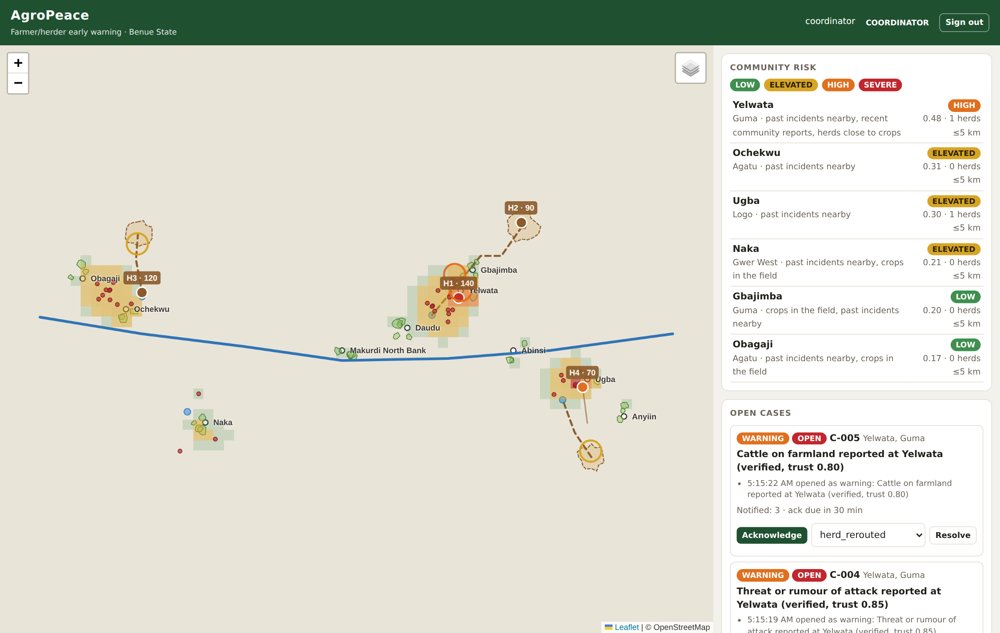 AgroPeace
Farmer/herder early warning · Benue State
coordinator COORDINATOR Sign out
+
−
H2 · 90
Gbajimba
Obagaji
H3 · 120
H1 · 140
Yelwata
Ochekwu
Daudu
Makurdi North Bank
Abinsi
H4 · 70
Ugba
Anyiin
Naka
Leaflet | © OpenStreetMap
COMMUNITY RISK
LOW ELEVATED HIGH SEVERE
Yelwata HIGH
Guma · past incidents nearby, recent 0.48 · 1 herds
community reports, herds close to crops ≤5 km
Ochekwu ELEVATED
Agatu · past incidents nearby 0.31 · 0 herds
≤5 km
Ugba ELEVATED
Logo · past incidents nearby 0.30 · 1 herds
≤5 km
Naka ELEVATED
Gwer West · past incidents nearby, crops 0.21 · 0 herds
in the field ≤5 km
Gbajimba LOW
Guma · crops in the field, past incidents 0.20 · 0 herds
nearby ≤5 km
Obagaji LOW
Agatu · past incidents nearby, crops in 0.17 · 0 herds
the field ≤5 km
OPEN CASES
WARNING OPEN C-005 Yelwata, Guma
Cattle on farmland reported at Yelwata
(verified, trust 0.80)
• 5:15:22 AM opened as warning: Cattle on farmland
reported at Yelwata (verified, trust 0.80)
Notified: 3 · ack due in 30 min
Acknowledge herd_rerouted Resolve
WARNING OPEN C-004 Yelwata, Guma
Threat or rumour of attack reported at
Yelwata (verified, trust 0.85)
• 5:15:19 AM opened as warning: Threat or rumour of
attack reported at Yelwata (verified, trust 0.85)